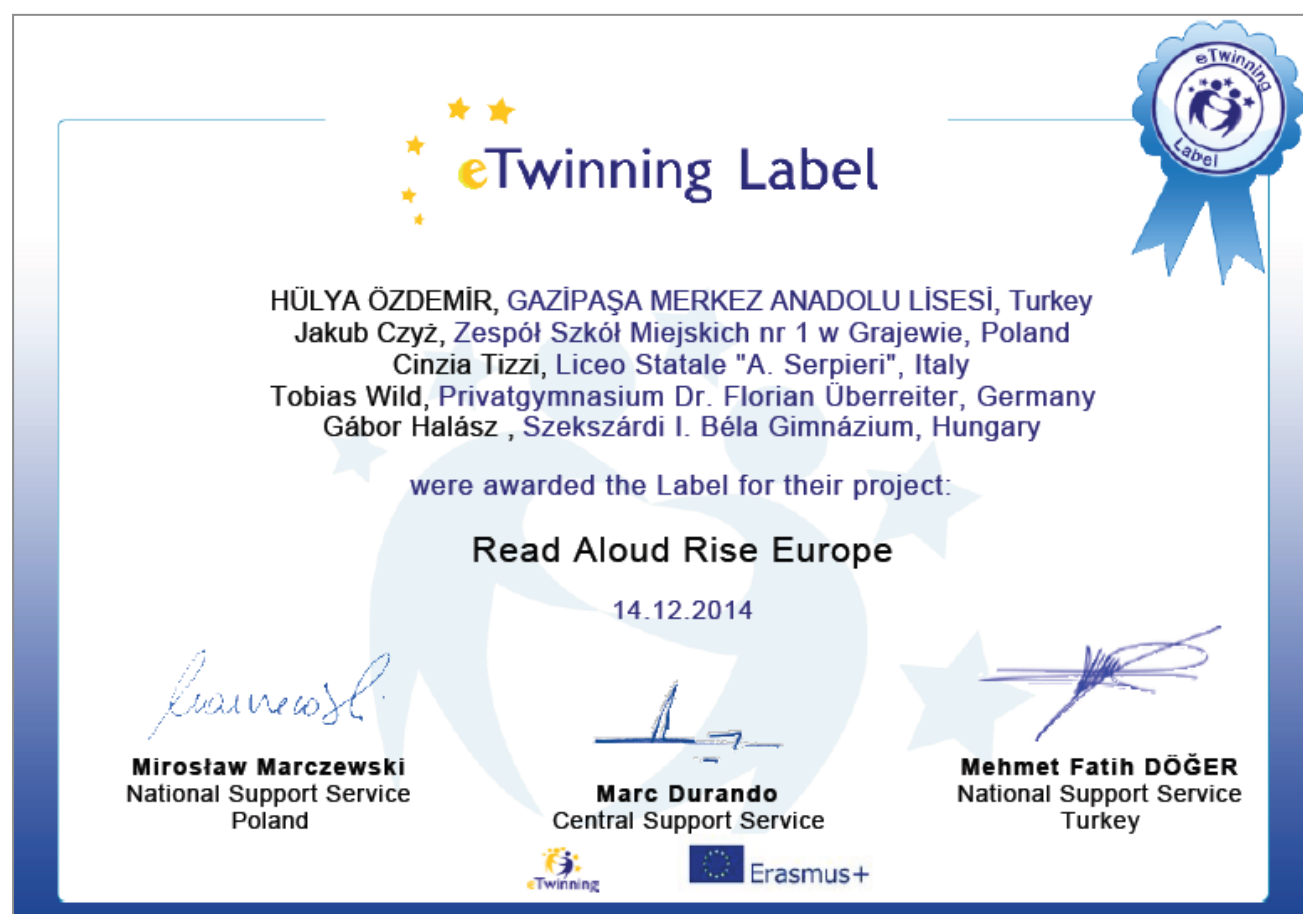 eTwinning
Label
eTwinning Label
HÜLYA ÖZDEMİR, GAZİPAŞA MERKEZ ANADOLU LİSESİ, Turkey
Jakub Czyż, Zespół Szkół Miejskich nr 1 w Grajewie, Poland
Cinzia Tizzi, Liceo Statale "A. Serpieri", Italy
Tobias Wild, Privatgymnasium Dr. Florian Überreiter, Germany
Gábor Halász , Szekszárdi I. Béla Gimnázium, Hungary
were awarded the Label for their project:
Read Aloud Rise Europe
14.12.2014
Mirosław Marczewski
National Support Service
Poland
Marc Durando
Central Support Service
Mehmet Fatih DÖĞER
National Support Service
Turkey
eTwinning
Erasmus+